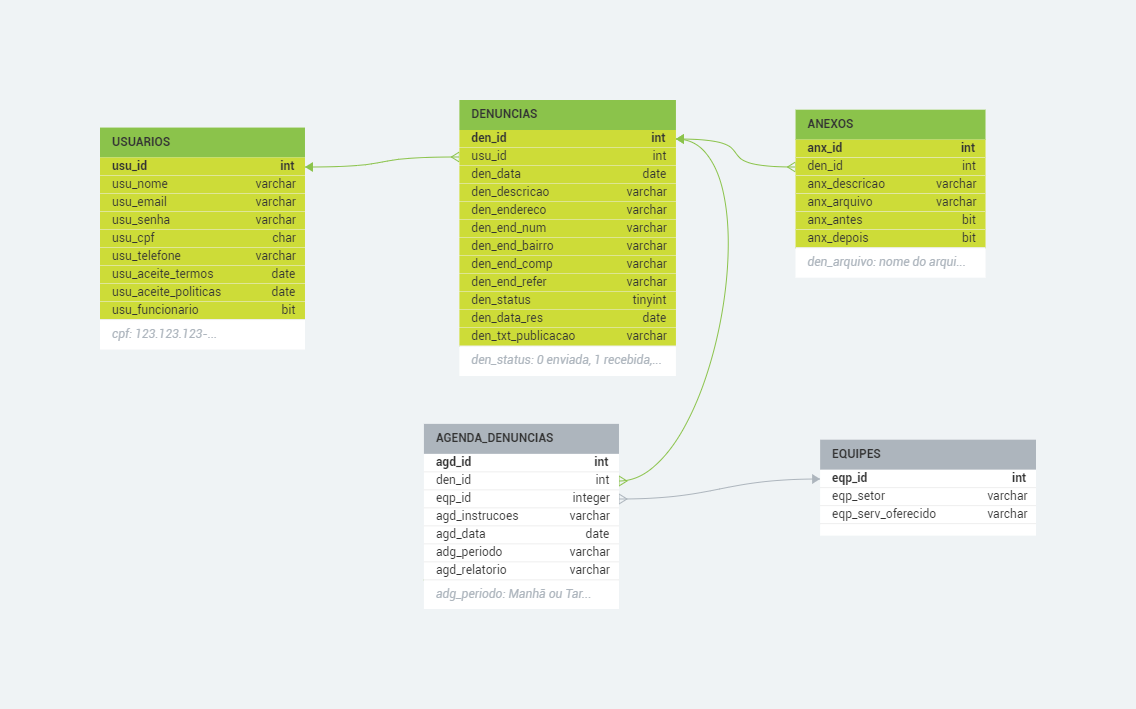 USUARIOS
usu_id int
usu_nome varchar
usu_email varchar
usu_senha varchar
usu_cpf char
usu_telefone varchar
usu_aceite_termos date
usu_aceite_politicas date
usu_funcionario bit
cpf: 123.123.123-...
DENUNCIAS
den_id int
usu_id int
den_data date
den_descricao varchar
den_endereco varchar
den_end_num varchar
den_end_bairro varchar
den_end_comp varchar
den_end_refer varchar
den_status tinyint
den_data_res date
den_txt_publicacao varchar
den_status: 0 enviada, 1 recebida,...
ANEXOS
anx_id int
den_id int
anx_descricao varchar
anx_arquivo varchar
anx_antes bit
anx_depois bit
den_arquivo: nome do arqui...
AGENDA_DENUNCIAS
agd_id int
den_id int
eqp_id integer
agd_instrucoes varchar
agd_data date
adg_periodo varchar
agd_relatorio varchar
adg_periodo: Manhã ou Tar...
EQUIPES
eqp_id int
eqp_setor varchar
eqp_serv_oferecido varchar